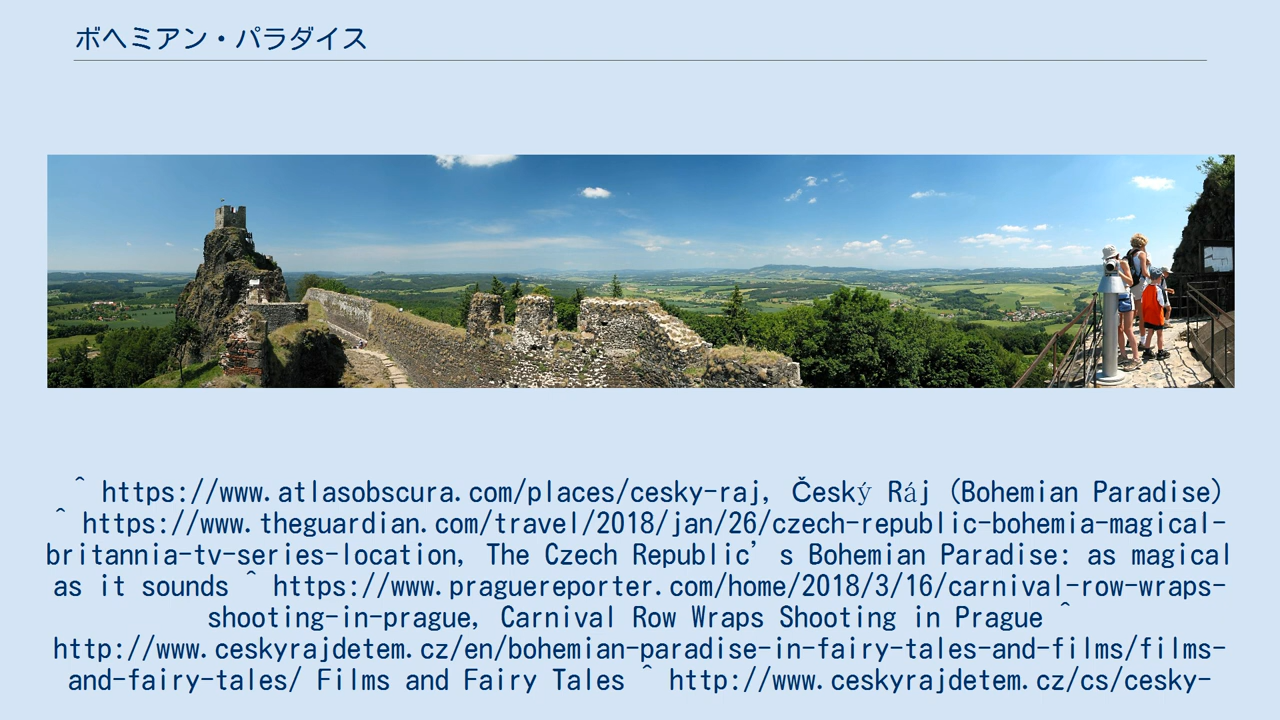 ボヘミアン・パラダイス
^ https://www.atlasobscura.com/places/cesky-raj, Český Ráj (Bohemian Paradise)
^ https://www.theguardian.com/travel/2018/jan/26/czech-republic-bohemia-magical-
britannia-tv-series-location, The Czech Republic’s Bohemian Paradise: as magical
as it sounds ^ https://www.praguereporter.com/home/2018/3/16/carnival-row-wraps-
shooting-in-prague, Carnival Row Wraps Shooting in Prague ^
http://www.ceskyrajdetem.cz/en/bohemian-paradise-in-fairy-tales-and-films/films-
and-fairy-tales/ Films and Fairy Tales ^ http://www.ceskyrajdetem.cz/cs/cesky-